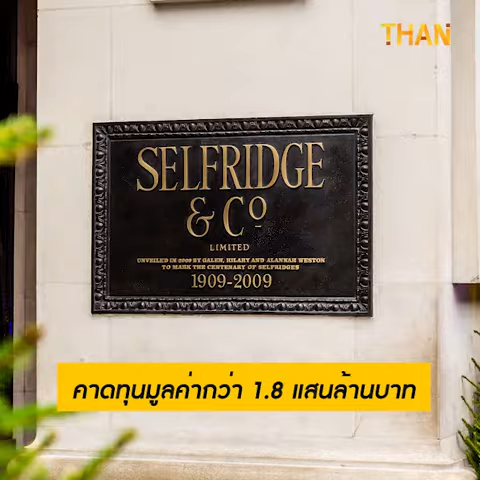 THAN
SELFRIDGE
& Cº
LIMITED
UNVEILED IN 2009 BY GALEN, HILARY AND ALANNAH WESTON
TO MARK THE CENTENARY OF SELFRIDGES
1909-2009
คาดทุนมูลค่ากว่า 1.8 แสนล้านบาท